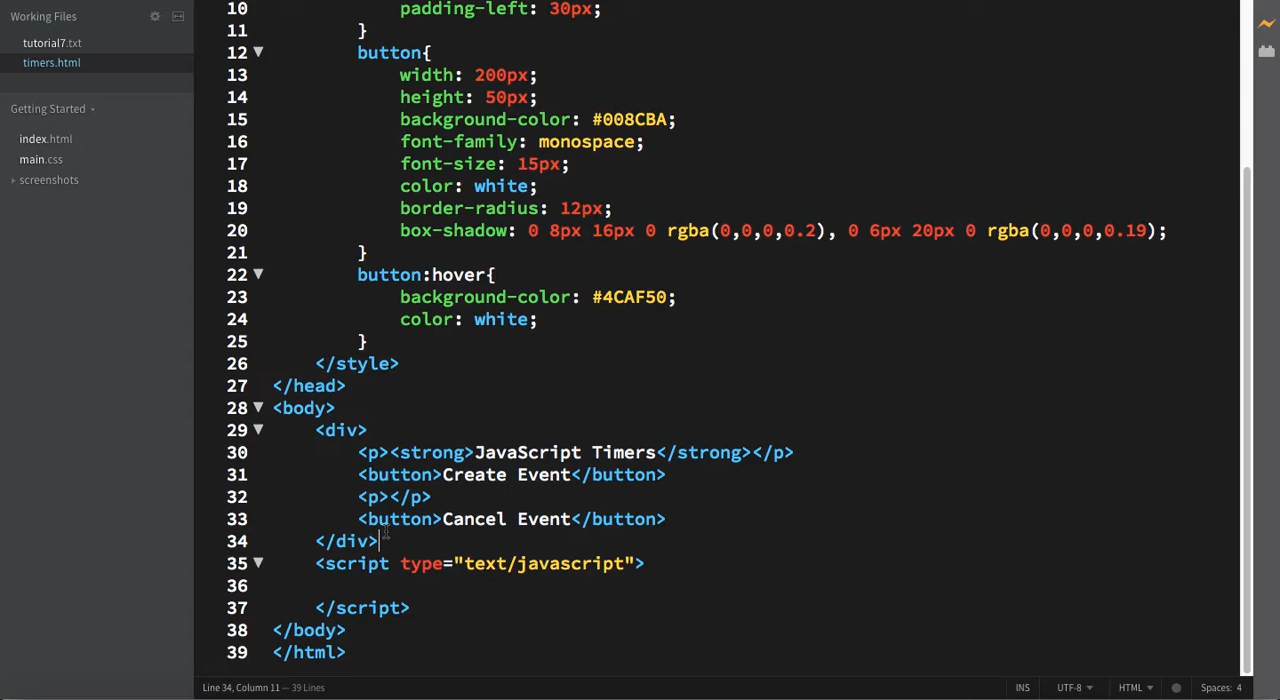 Working Files
tutorial7.txt
timers.html
Getting Started
index.html
main.css
screenshots
10 padding-left: 30px;
11 }
12 button{
13 width: 200px;
14 height: 50px;
15 background-color: #008CBA;
16 font-family: monospace;
17 font-size: 15px;
18 color: white;
19 border-radius: 12px;
20 box-shadow: 0 8px 16px 0 rgba(0,0,0,0.2), 0 6px 20px 0 rgba(0,0,0,0.19);
21 }
22 button:hover{
23 background-color: #4CAF50;
24 color: white;
25 }
26 </style>
27 </head>
28 <body>
29 <div>
30 <p><strong>JavaScript Timers</strong></p>
31 <button>Create Event</button>
32 <p></p>
33 <button>Cancel Event</button>
34 </div>
35 <script type="text/javascript">
36
37 </script>
38 </body>
39 </html>
Line 34, Column 11 — 39 Lines INS UTF-8 HTML Spaces: 4